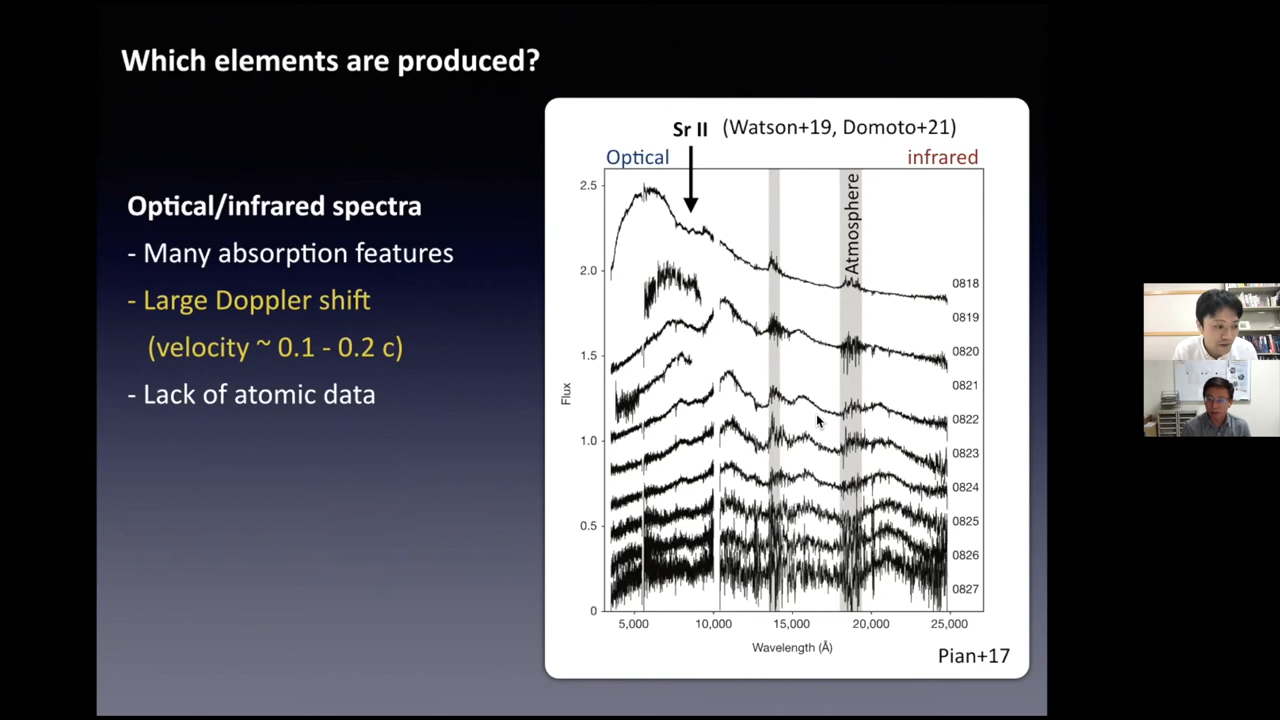 Which elements are produced?
Optical/infrared spectra
- Many absorption features
- Large Doppler shift
(velocity ~ 0.1 - 0.2 c)
- Lack of atomic data
Sr II (Watson+19, Domoto+21)
Optical infrared
Atmosphere
2.5
2.0
1.5
1.0
0.5
0
Flux
0818
0819
0820
0821
0822
0823
0824
0825
0826
0827
5,000 10,000 15,000 20,000 25,000
Wavelength (Å)
Pian+17